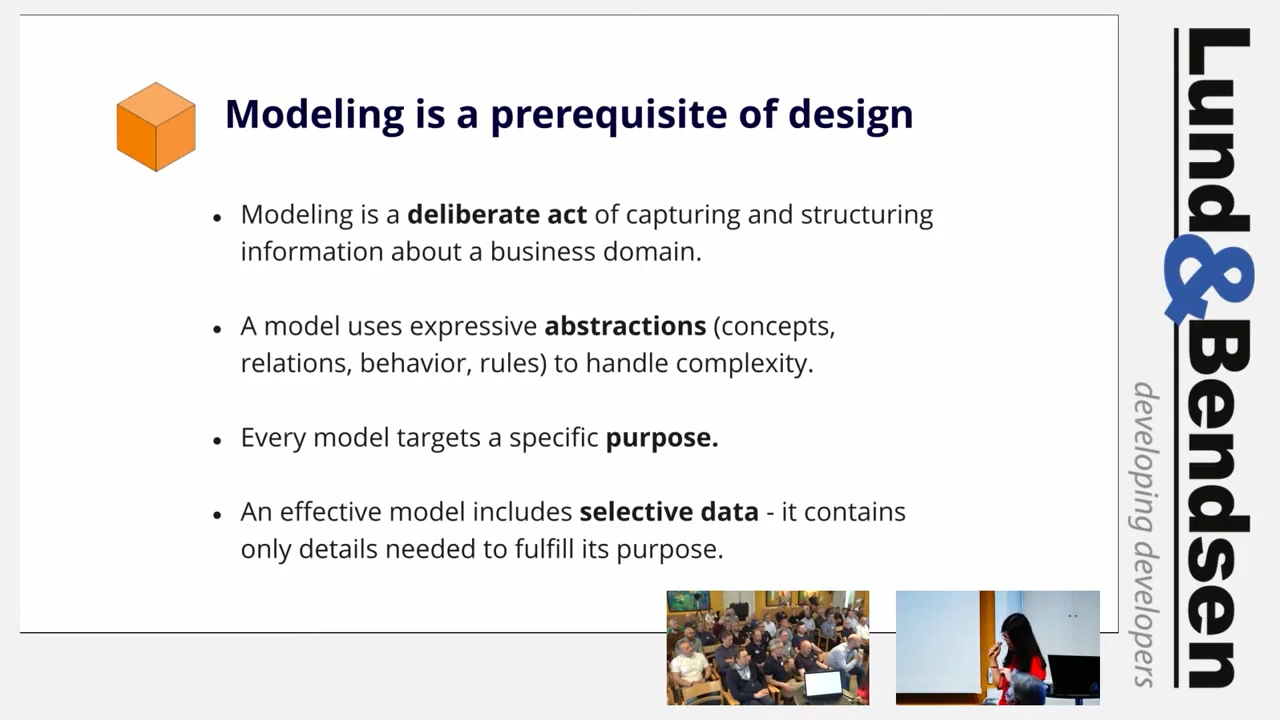 Modeling is a prerequisite of design
• Modeling is a deliberate act of capturing and structuring
information about a business domain.
• A model uses expressive abstractions (concepts,
relations, behavior, rules) to handle complexity.
• Every model targets a specific purpose.
• An effective model includes selective data - it contains
only details needed to fulfill its purpose.
Lund&Bendsen
developing developers